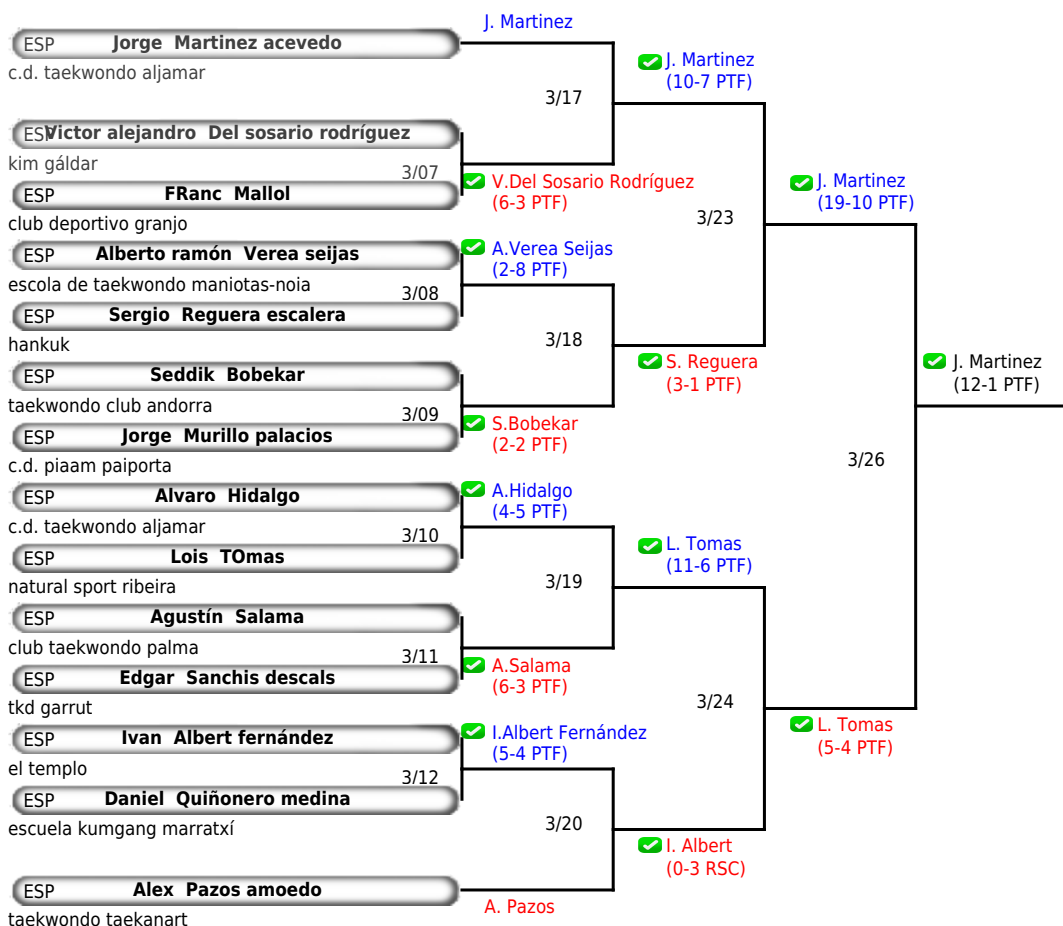 J. Martinez
ESP Jorge Martinez acevedo
c.d. taekwondo aljamar
J. Martinez
(10-7 PTF)
3/17
ESP Victor alejandro Del sosario rodríguez
kim gáldar
3/07
V.Del Sosario Rodríguez
(6-3 PTF)
ESP FRanc Mallol
club deportivo granjo
J. Martinez
(19-10 PTF)
3/23
ESP Alberto ramón Verea seijas
A.Verea Seijas
(2-8 PTF)
escola de taekwondo maniotas-noia
3/08
ESP Sergio Reguera escalera
hankuk
3/18
S. Reguera
(3-1 PTF)
J. Martinez
(12-1 PTF)
ESP Seddik Bobekar
taekwondo club andorra
3/09
S.Bobekar
(2-2 PTF)
ESP Jorge Murillo palacios
c.d. piaam paiporta
3/26
ESP Alvaro Hidalgo
A.Hidalgo
(4-5 PTF)
c.d. taekwondo aljamar
3/10
ESP Lois TOmas
natural sport ribeira
L. Tomas
(11-6 PTF)
3/19
ESP Agustín Salama
club taekwondo palma
3/11
A.Salama
(6-3 PTF)
ESP Edgar Sanchis descals
tkd garrut
3/24
L. Tomas
(5-4 PTF)
ESP Ivan Albert fernández
I.Albert Fernández
(5-4 PTF)
el templo
3/12
ESP Daniel Quiñonero medina
escuela kumgang marratxí
3/20
I. Albert
(0-3 RSC)
ESP Alex Pazos amoedo
A. Pazos
taekwondo taekanart